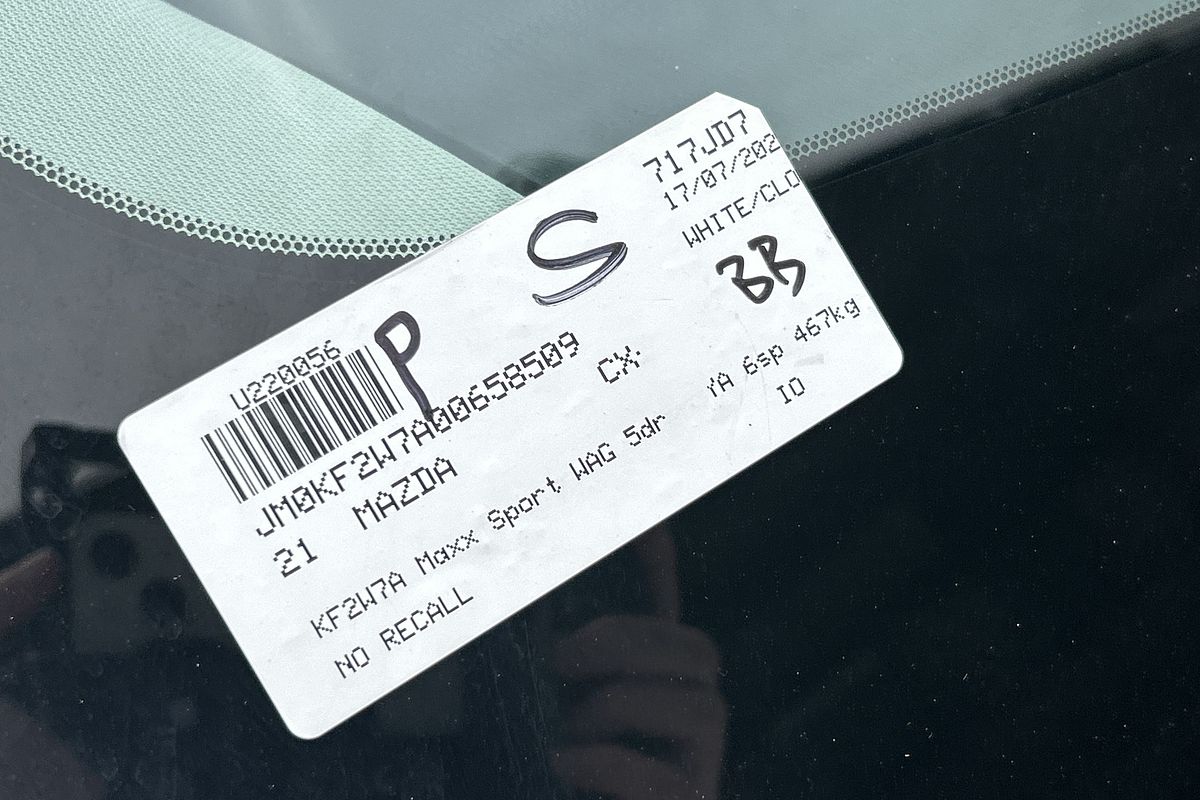 717JD7
17/07/202
WHITE/CLO
BB
S
P
U220056
JM0KF2W7A00658509
21 MAZDA CX-
KF2W7A Maxx Sport WAG 5dr 6sp 467kg
NO RECALL IO